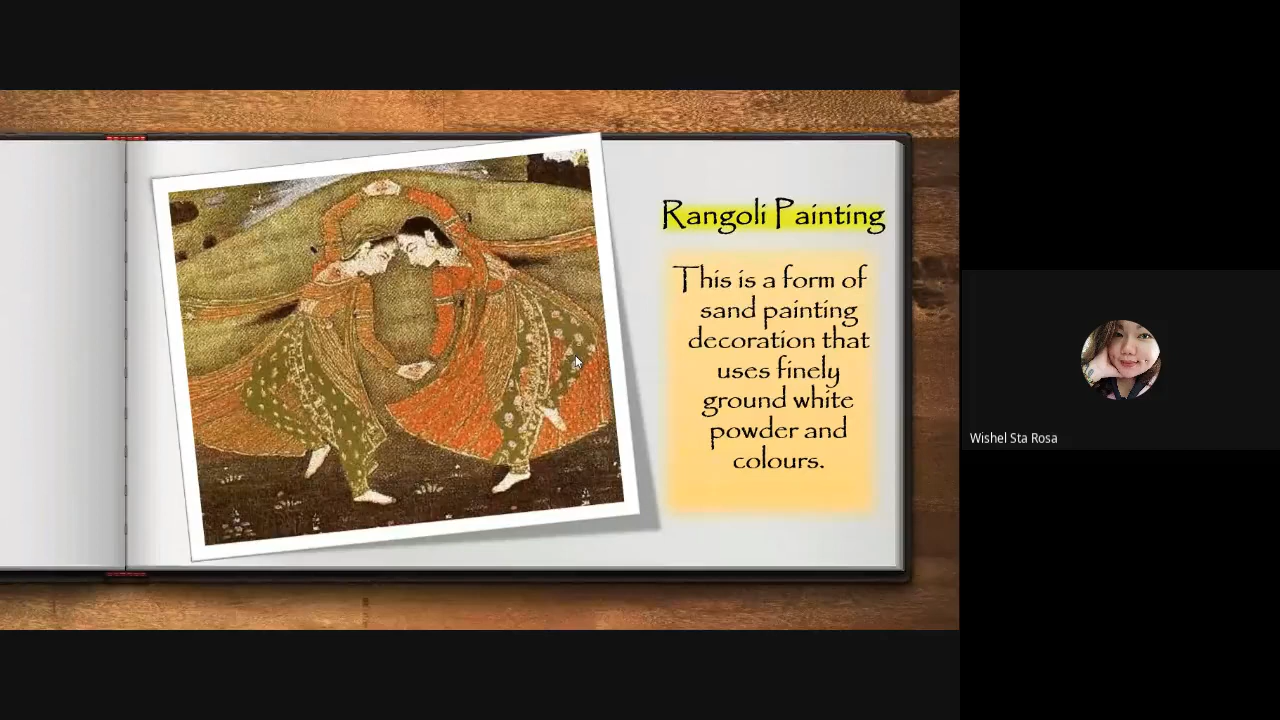 Rangoli Painting
This is a form of
sand painting
decoration that
uses finely
ground white
powder and
colours.
Wishel Sta Rosa